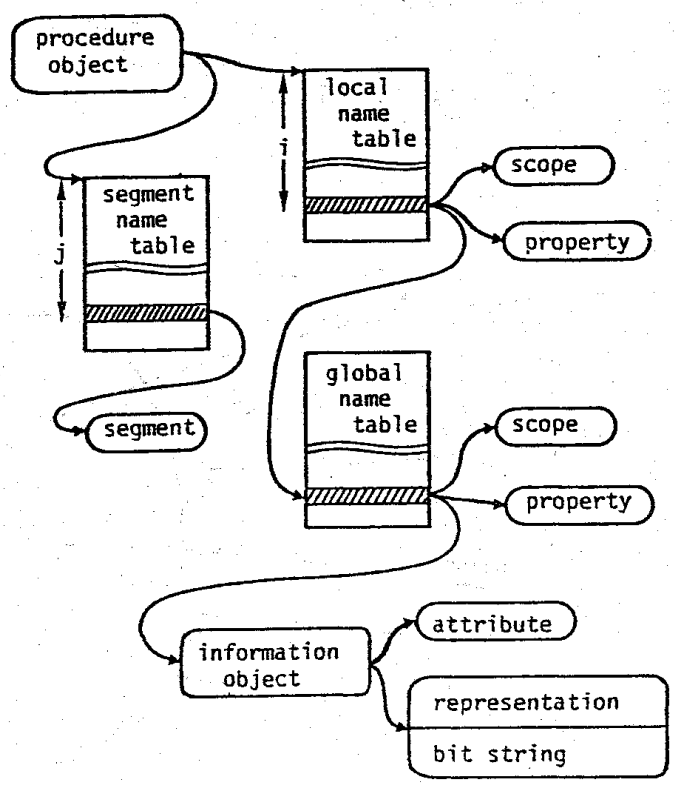 procedure
object
local
name
table
i
scope
property
segment
name
table
j
segment
global
name
table
scope
property
information
object
attribute
representation
bit string